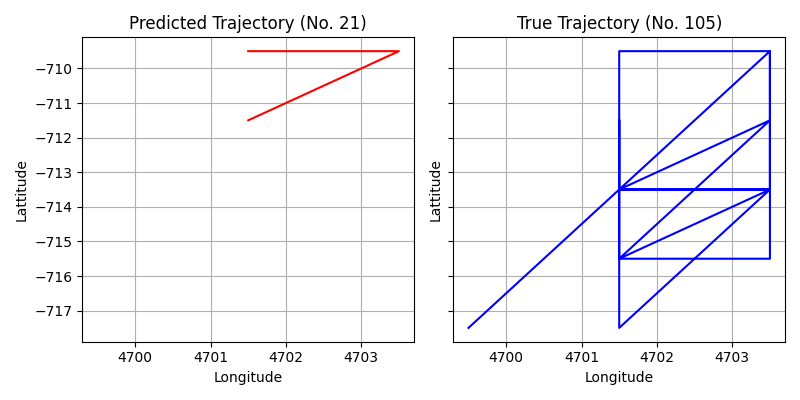 Predicted Trajectory (No. 21)
True Trajectory (No. 105)
Lattitude
−710
−711
−712
−713
−714
−715
−716
−717
4700
4701
4702
4703
Longitude
Lattitude
4700
4701
4702
4703
Longitude